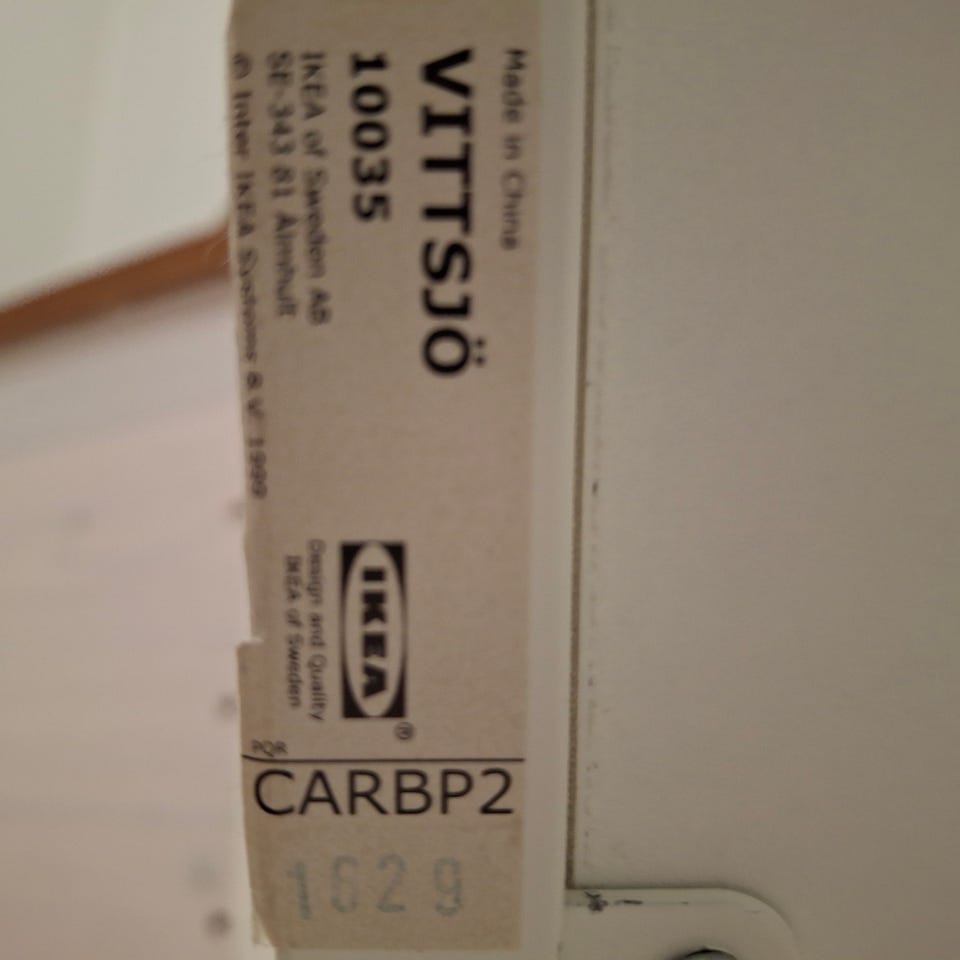 Made in China
VITTSJÖ
10035
IKEA of Sweden AB
SE-343 81 Älmhult
© Inter IKEA Systems B.V. 1999
IKEA®
Design and Quality
IKEA of Sweden
PQR
CARBP2
1629